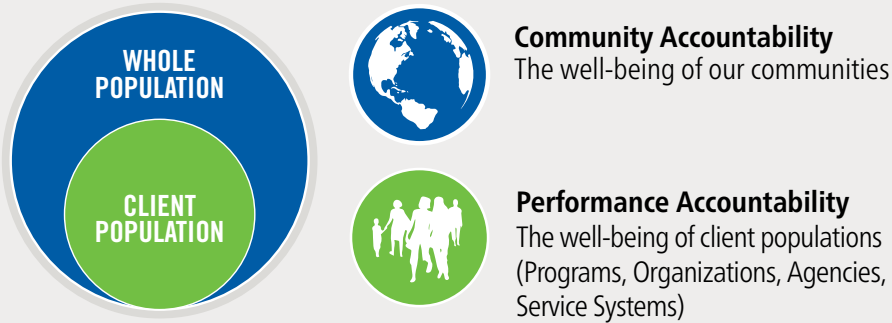 WHOLE
POPULATION
CLIENT
POPULATION
Community Accountability
The well-being of our communities
Performance Accountability
The well-being of client populations
(Programs, Organizations, Agencies,
Service Systems)